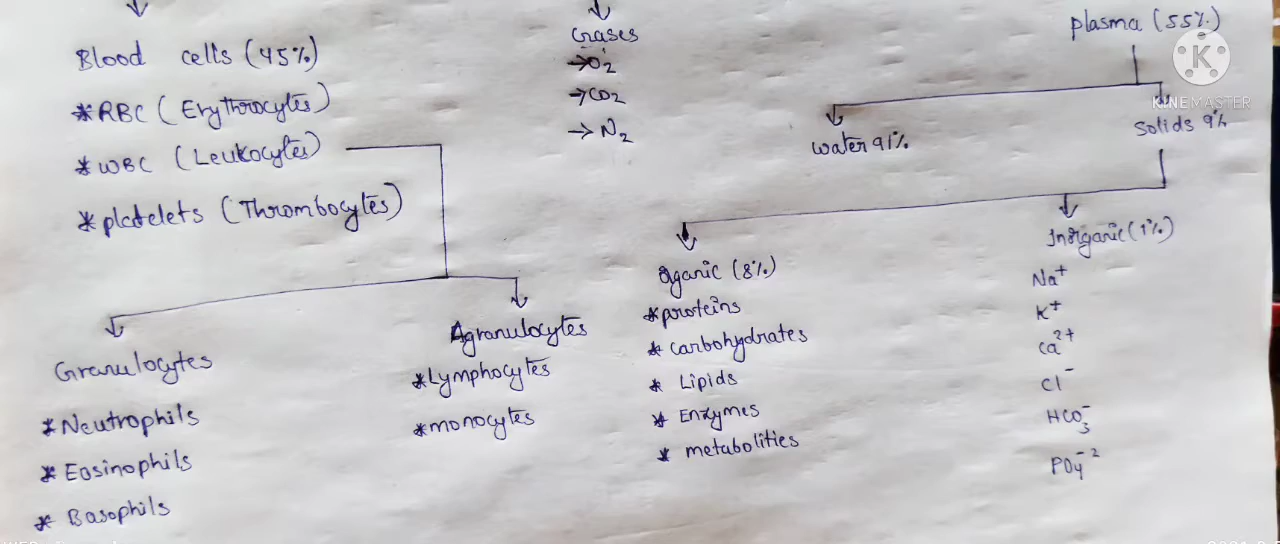 Blood cells (45%)
*RBC (Erythrocytes)
*WBC (Leukocytes)
*platelets (Thrombocytes)
Gases
→O2
→CO2
→N2
plasma (55%)
KINEMASTER
water 91%
Solids 9%
Granulocytes
*Neutrophils
*Eosinophils
*Basophils
Agranulocytes
*Lymphocytes
*monocytes
Oganic (8%)
*proteins
*carbohydrates
* Lipids
* Enzymes
* metabolities
Inorganic (1%)
Na+
K+
Ca2+
Cl-
HCO3-
PO4-2